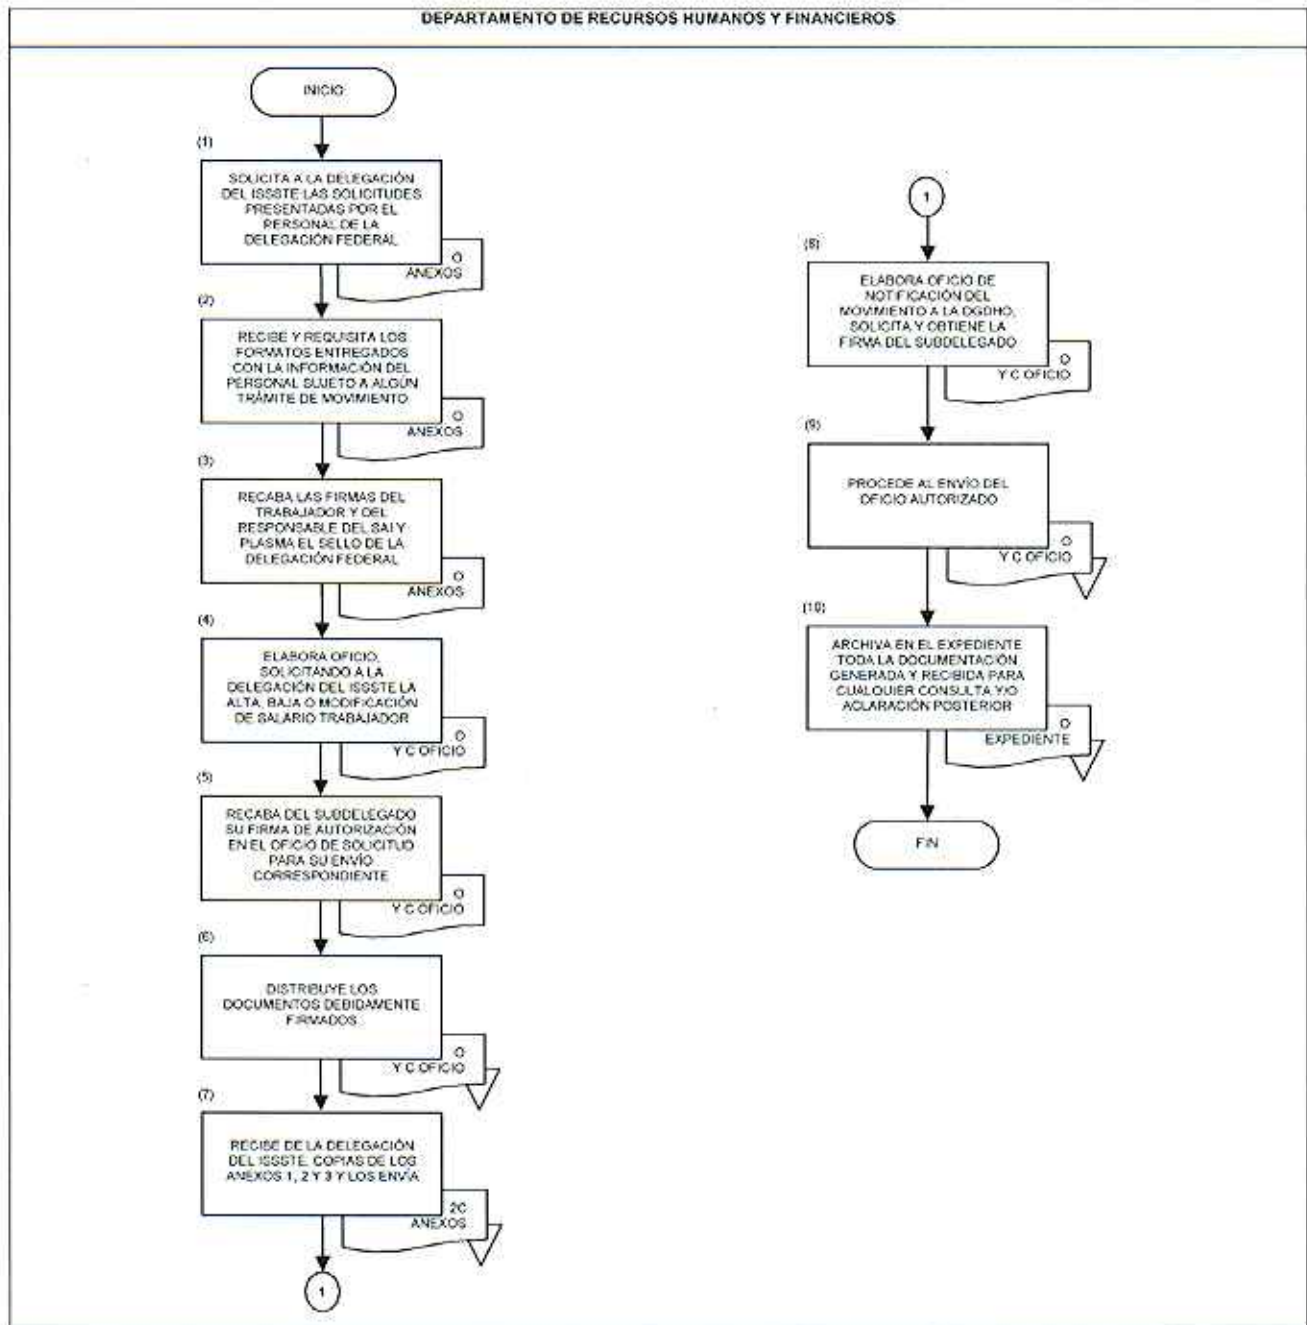 DEPARTAMENTO DE RECURSOS HUMANOS Y FINANCIEROS
INICIO
(1)
SOLICITA A LA DELEGACIÓN
DEL ISSSTE LAS SOLICITUDES
PRESENTADAS POR EL
PERSONAL DE LA
DELEGACIÓN FEDERAL
O
ANEXOS
(2)
RECIBE Y REQUISITA LOS
FORMATOS ENTREGADOS
CON LA INFORMACIÓN DEL
PERSONAL SUJETO A ALGÚN
TRÁMITE DE MOVIMIENTO
O
ANEXOS
(3)
RECABA LAS FIRMAS DEL
TRABAJADOR Y DEL
RESPONSABLE DEL SAI Y
PLASMA EL SELLO DE LA
DELEGACIÓN FEDERAL
O
ANEXOS
(4)
ELABORA OFICIO,
SOLICITANDO A LA
DELEGACIÓN DEL ISSSTE LA
ALTA, BAJA O MODIFICACIÓN
DE SALARIO TRABAJADOR
O
Y C OFICIO
(5)
RECABA DEL SUBDELEGADO
SU FIRMA DE AUTORIZACIÓN
EN EL OFICIO DE SOLICITUD
PARA SU ENVÍO
CORRESPONDIENTE
O
Y C OFICIO
(6)
DISTRIBUYE LOS
DOCUMENTOS DEBIDAMENTE
FIRMADOS
O
Y C OFICIO
(7)
RECIBE DE LA DELEGACIÓN
DEL ISSSTE, COPIAS DE LOS
ANEXOS 1, 2 Y 3 Y LOS ENVÍA
2C
ANEXOS
1
1
(8)
ELABORA OFICIO DE
NOTIFICACIÓN DEL
MOVIMIENTO A LA DGDHO,
SOLICITA Y OBTIENE LA
FIRMA DEL SUBDELEGADO
O
Y C OFICIO
(9)
PROCEDE AL ENVÍO DEL
OFICIO AUTORIZADO
O
Y C OFICIO
(10)
ARCHIVA EN EL EXPEDIENTE
TODA LA DOCUMENTACIÓN
GENERADA Y RECIBIDA PARA
CUALQUIER CONSULTA Y/O
ACLARACIÓN POSTERIOR
O
EXPEDIENTE
FIN